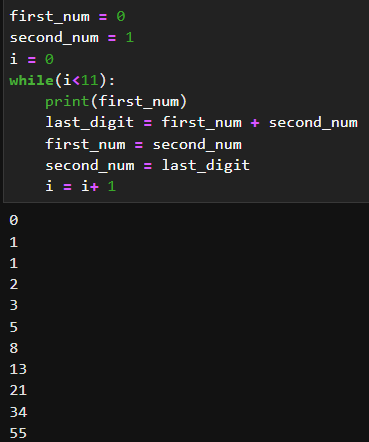 first_num = 0
second_num = 1
i = 0
while(i<11):
    print(first_num)
    last_digit = first_num + second_num
    first_num = second_num
    second_num = last_digit
    i = i+ 1
0
1
1
2
3
5
8
13
21
34
55